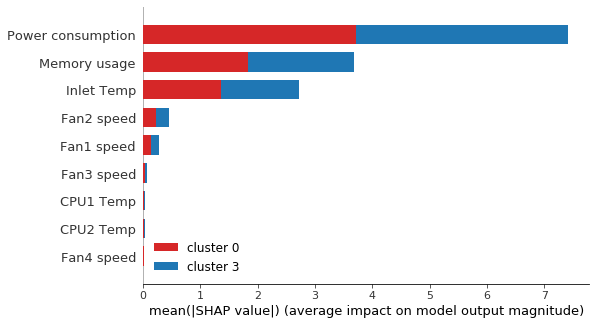 Power consumption
Memory usage
Inlet Temp
Fan2 speed
Fan1 speed
Fan3 speed
CPU1 Temp
CPU2 Temp
Fan4 speed
cluster 0
cluster 3
0 1 2 3 4 5 6 7
mean(|SHAP value|) (average impact on model output magnitude)